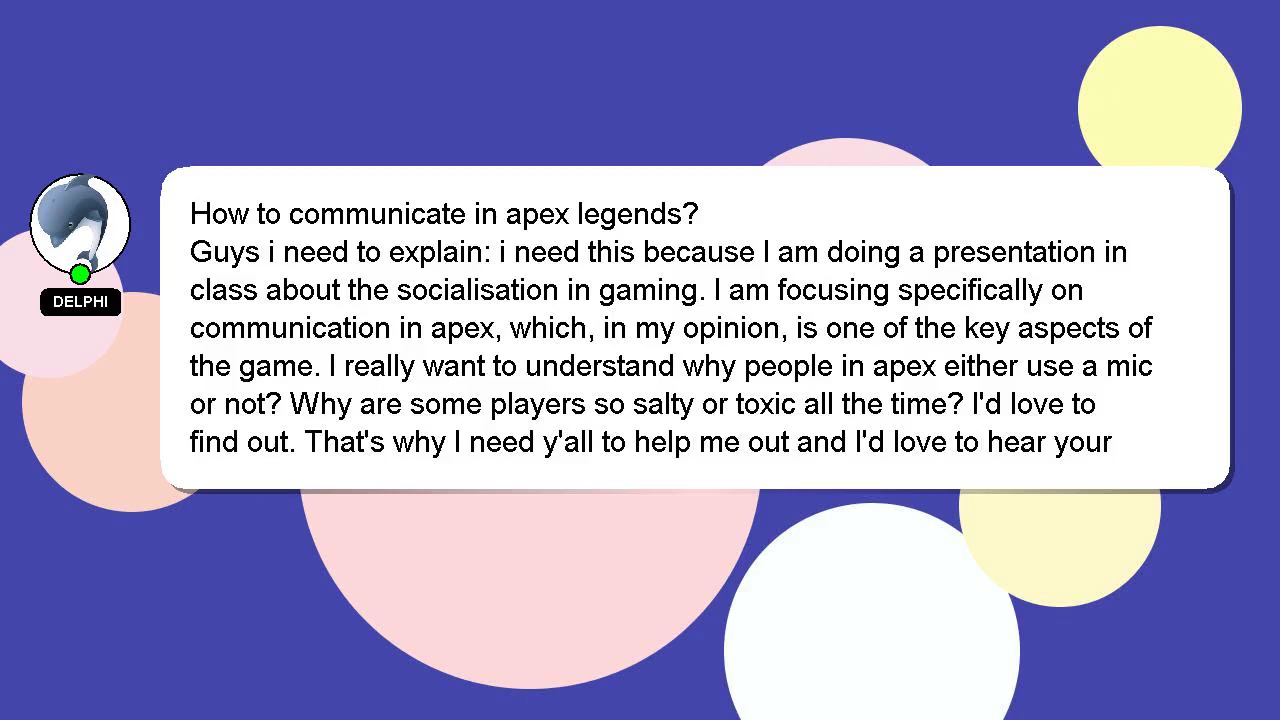 How to communicate in apex legends?
Guys i need to explain: i need this because I am doing a presentation in
class about the socialisation in gaming. I am focusing specifically on
communication in apex, which, in my opinion, is one of the key aspects of
the game. I really want to understand why people in apex either use a mic
or not? Why are some players so salty or toxic all the time? I'd love to
find out. That's why I need y'all to help me out and I'd love to hear your
DELPHI